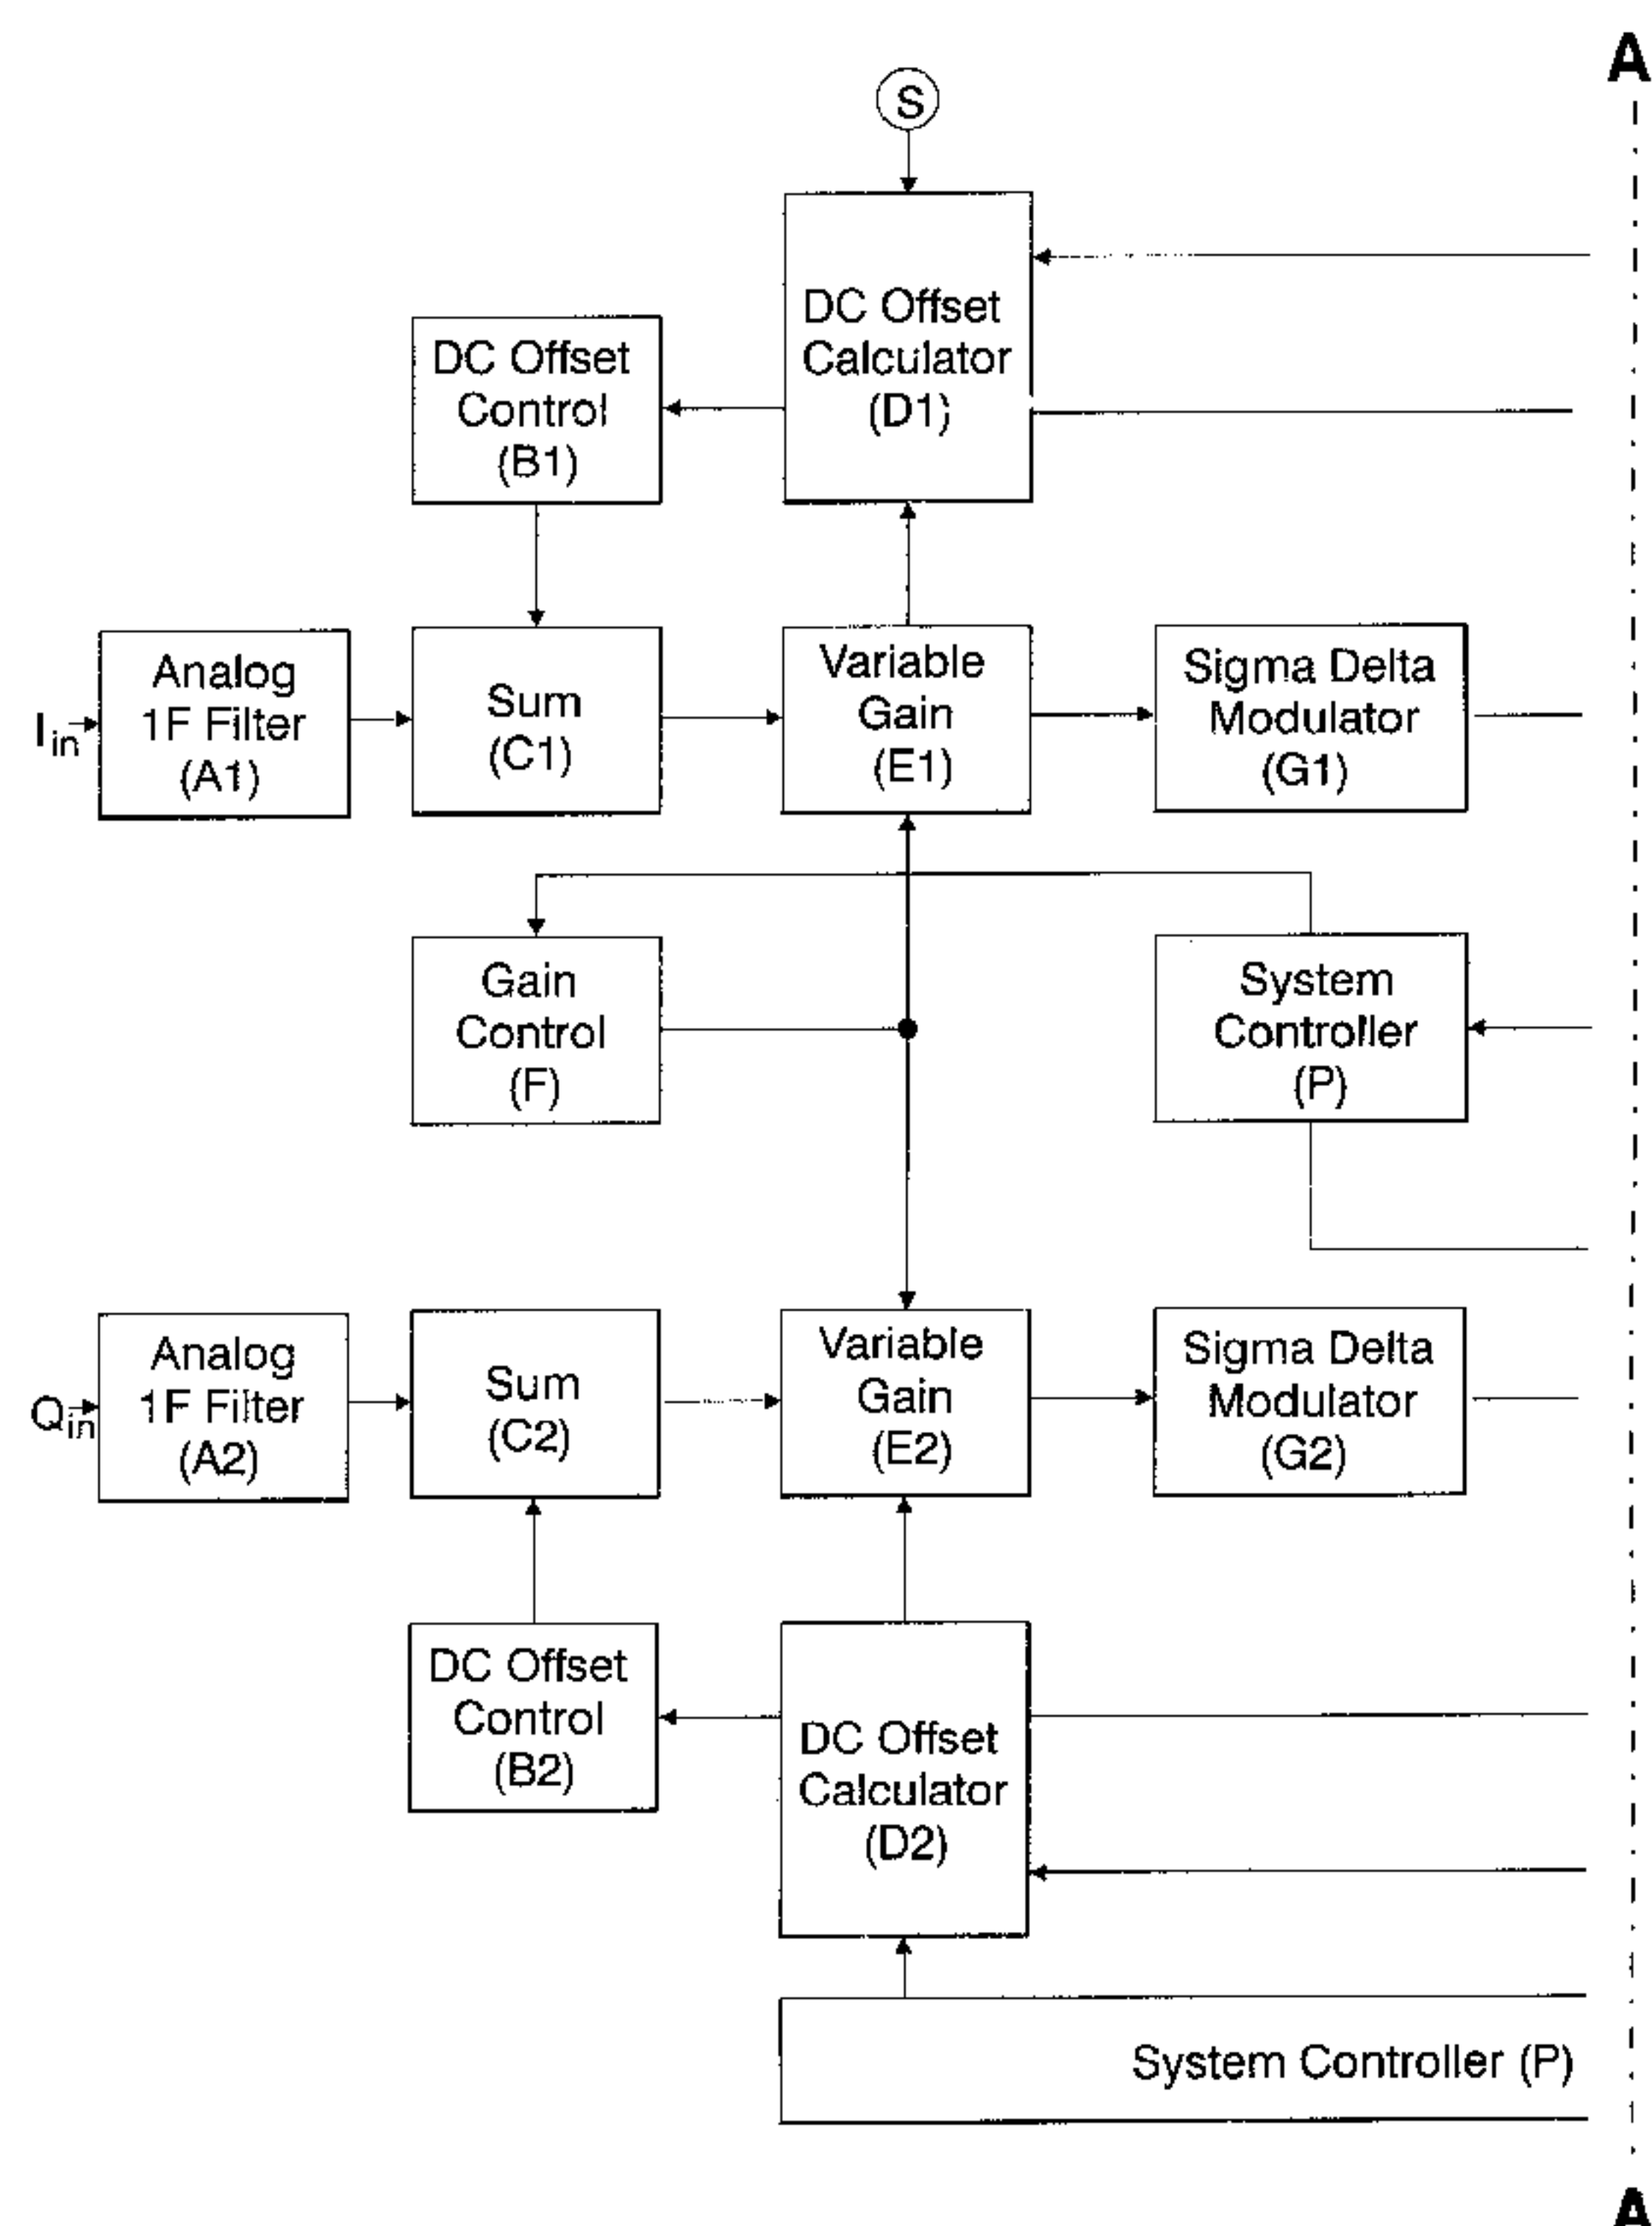 A
S
DC Offset
Calculator
(D1)
DC Offset
Control
(B1)
Iin
Analog
1F Filter
(A1)
Sum
(C1)
Variable
Gain
(E1)
Sigma Delta
Modulator
(G1)
Gain
Control
(F)
System
Controller
(P)
Qin
Analog
1F Filter
(A2)
Sum
(C2)
Variable
Gain
(E2)
Sigma Delta
Modulator
(G2)
DC Offset
Control
(B2)
DC Offset
Calculator
(D2)
System Controller (P)
A